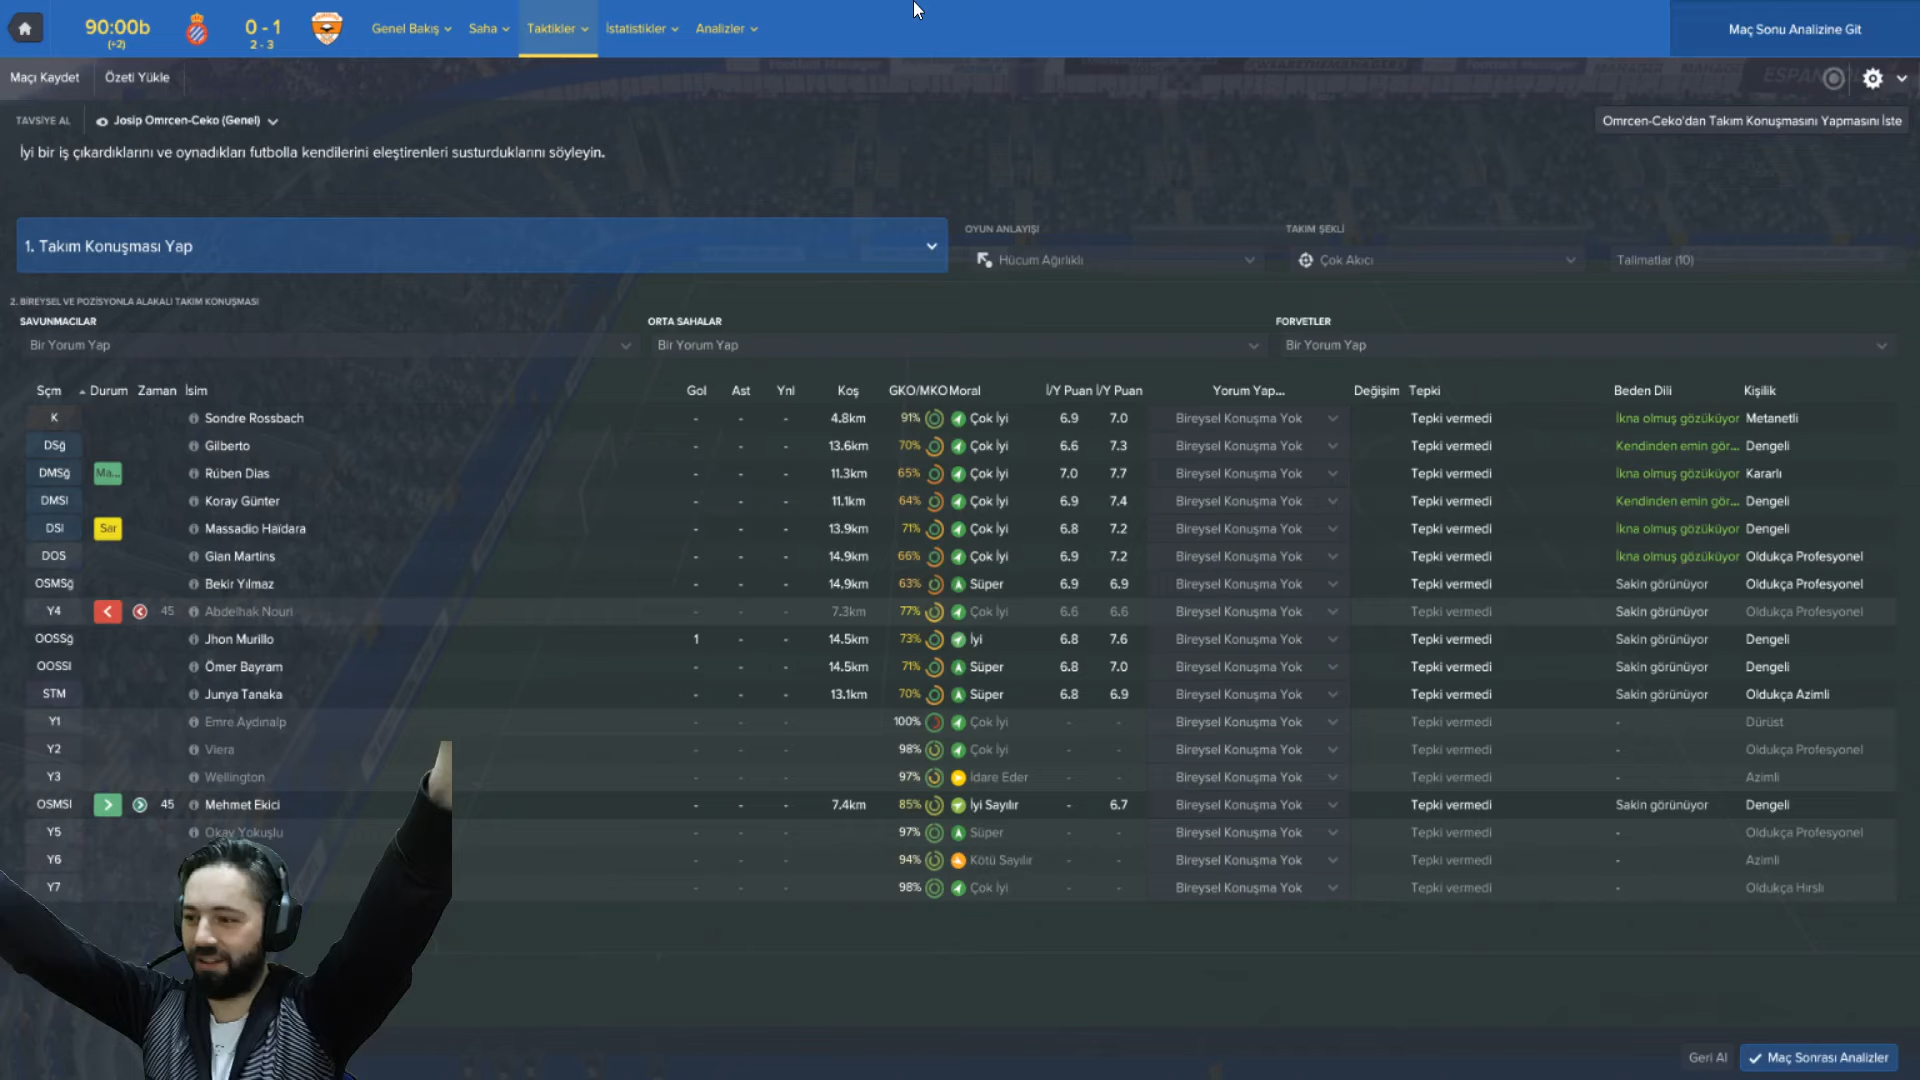 90:00b
(+2)
0 - 1
2 - 3
Genel Bakış
Saha
Taktikler
İstatistikler
Analizler
Maç Sonu Analizine Git
Maçı Kaydet
Özeti Yükle
TAVSİYE AL
Josip Omrcen-Ceko (Genel)
Omrcen-Ceko'dan Takım Konuşmasını Yapmasını İste
İyi bir iş çıkardıklarını ve oynadıkları futbolla kendilerini eleştirenleri susturduklarını söyleyin.
1. Takım Konuşması Yap
OYUN ANLAYIŞI
Hücum Ağırlıklı
TAKIM ŞEKLİ
Çok Akıcı
Talimatlar (10)
2. BİREYSEL VE POZİSYONLA ALAKALI TAKIM KONUŞMASI
SAVUNMACILAR
Bir Yorum Yap
ORTA SAHALAR
Bir Yorum Yap
FORVETLER
Bir Yorum Yap
Sçm Durum Zaman İsim Gol Ast Ynl Koş GKO/MKO Moral İ/Y Puan İ/Y Puan Yorum Yap... Değişim Tepki Beden Dili Kişilik
K Sondre Rossbach - - - 4.8km 91% Çok İyi 6.9 7.0 Bireysel Konuşma Yok Tepki vermedi İkna olmuş gözüküyor Metanetli
DSğ Gilberto - - - 13.6km 70% Çok İyi 6.6 7.3 Bireysel Konuşma Yok Tepki vermedi Kendinden emin gör... Dengeli
DMSğ Ma... Rúben Dias - - - 11.3km 65% Çok İyi 7.0 7.7 Bireysel Konuşma Yok Tepki vermedi İkna olmuş gözüküyor Kararlı
DMSl Koray Günter - - - 11.1km 64% Çok İyi 6.9 7.4 Bireysel Konuşma Yok Tepki vermedi Kendinden emin gör... Dengeli
DSl Sar Massadio Haïdara - - - 13.9km 71% Çok İyi 6.8 7.2 Bireysel Konuşma Yok Tepki vermedi İkna olmuş gözüküyor Dengeli
DOS Gian Martins - - - 14.9km 66% Çok İyi 6.9 7.2 Bireysel Konuşma Yok Tepki vermedi İkna olmuş gözüküyor Oldukça Profesyonel
OSMSğ Bekir Yılmaz - - - 14.9km 63% Süper 6.9 6.9 Bireysel Konuşma Yok Tepki vermedi Sakin görünüyor Oldukça Profesyonel
Y4 45 Abdelhak Nouri - - - 7.3km 77% Çok İyi 6.6 6.6 Bireysel Konuşma Yok Tepki vermedi Sakin görünüyor Oldukça Profesyonel
OOSSğ Jhon Murillo 1 - - 14.5km 73% İyi 6.8 7.6 Bireysel Konuşma Yok Tepki vermedi Sakin görünüyor Dengeli
OOSSl Ömer Bayram - - - 14.5km 71% Süper 6.8 7.0 Bireysel Konuşma Yok Tepki vermedi Sakin görünüyor Dengeli
STM Junya Tanaka - - - 13.1km 70% Süper 6.8 6.9 Bireysel Konuşma Yok Tepki vermedi Sakin görünüyor Oldukça Azimli
Y1 Emre Aydınalp - - - 100% Çok İyi - - Bireysel Konuşma Yok Tepki vermedi - Dürüst
Y2 Viera - - - 98% Çok İyi - - Bireysel Konuşma Yok Tepki vermedi - Oldukça Profesyonel
Y3 Wellington - - - 97% İdare Eder - - Bireysel Konuşma Yok Tepki vermedi - Azimli
OSMSl 45 Mehmet Ekici - - - 7.4km 85% İyi Sayılır - 6.7 Bireysel Konuşma Yok Tepki vermedi Sakin görünüyor Dengeli
Y5 Okay Yokuşlu - - - 97% Süper - - Bireysel Konuşma Yok Tepki vermedi - Oldukça Profesyonel
Y6 - - - 94% Kötü Sayılır - - Bireysel Konuşma Yok Tepki vermedi - Azimli
Y7 - - - 98% Çok İyi - - Bireysel Konuşma Yok Tepki vermedi - Oldukça Hırslı
Geri Al
Maç Sonrası Analizler